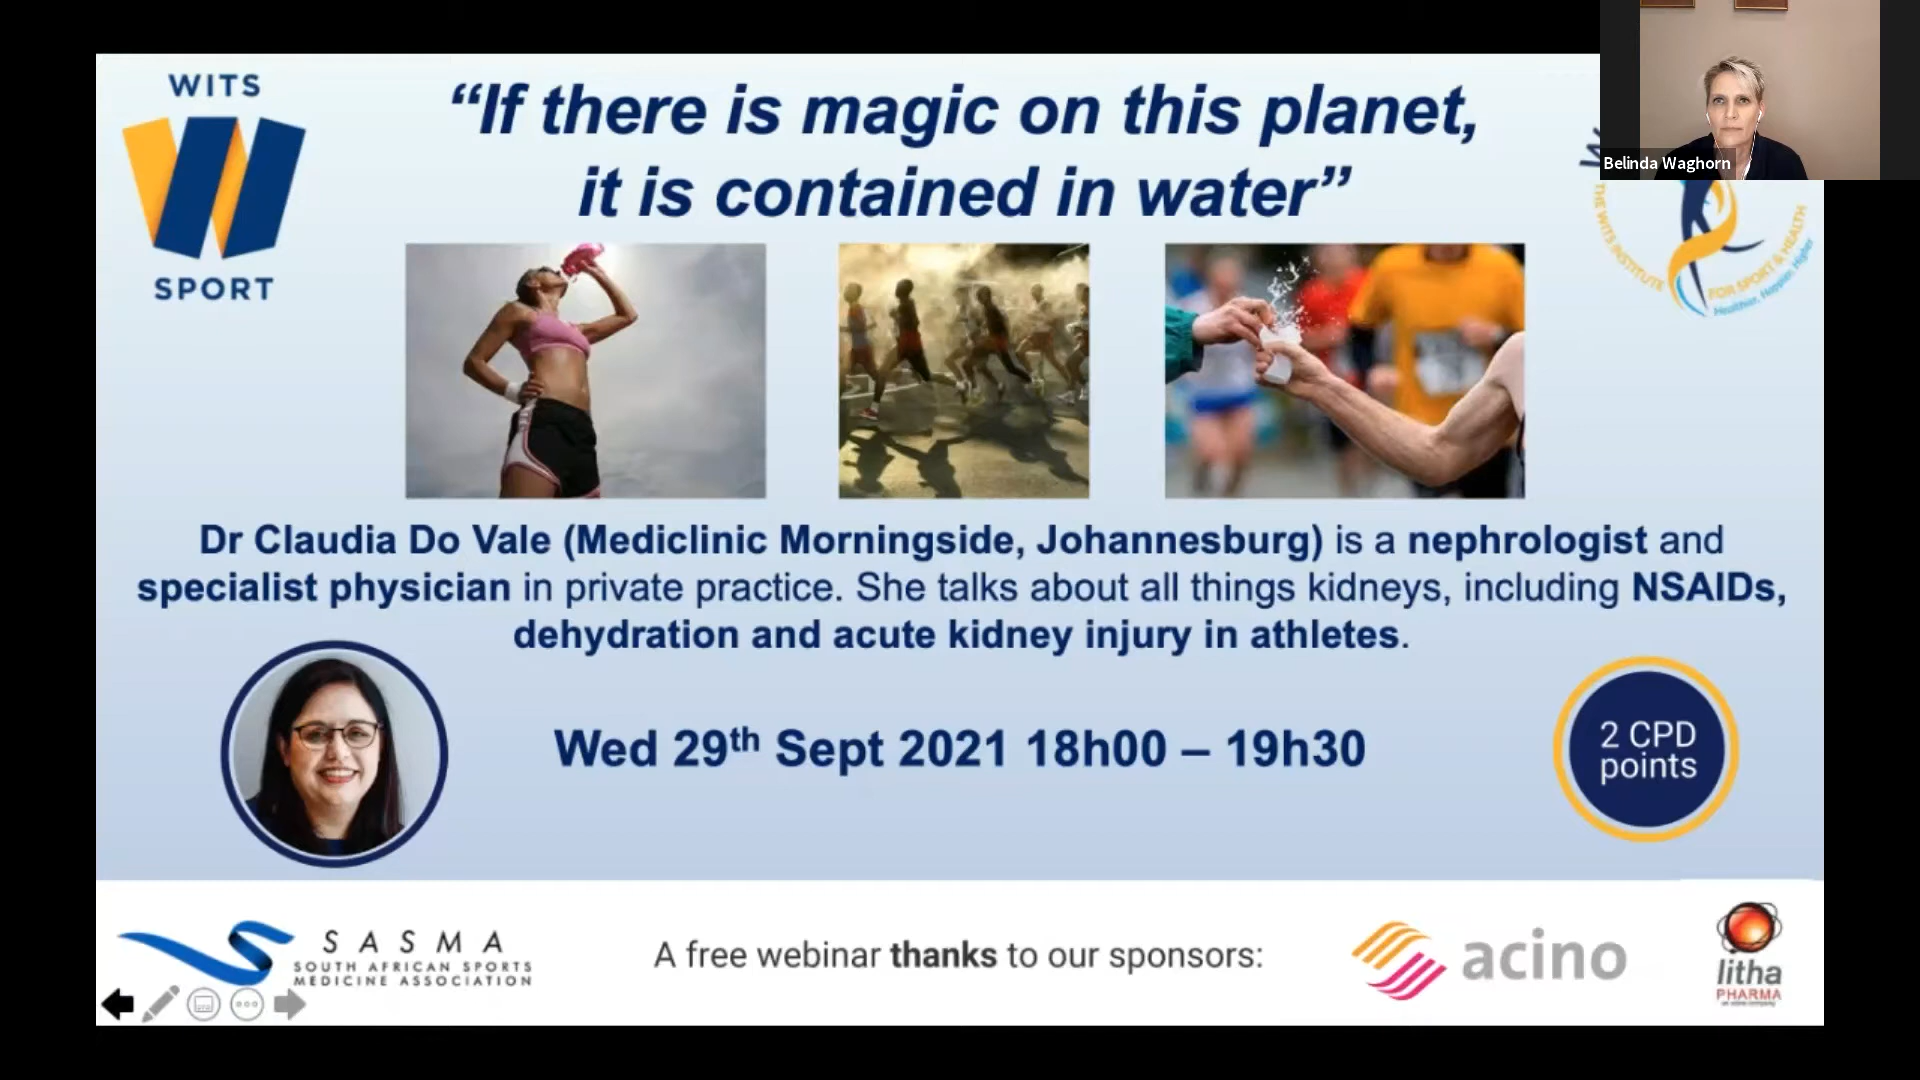 WITS
SPORT
“If there is magic on this planet,
it is contained in water”
Belinda Waghorn
THE WITS INSTITUTE
FOR SPORT & HEALTH
Healthier, Happier, Higher
Dr Claudia Do Vale (Mediclinic Morningside, Johannesburg) is a nephrologist and
specialist physician in private practice. She talks about all things kidneys, including NSAIDs,
dehydration and acute kidney injury in athletes.
Wed 29th Sept 2021 18h00 – 19h30
2 CPD
points
SASMA
SOUTH AFRICAN SPORTS
MEDICINE ASSOCIATION
A free webinar thanks to our sponsors:
acino
litha
PHARMA